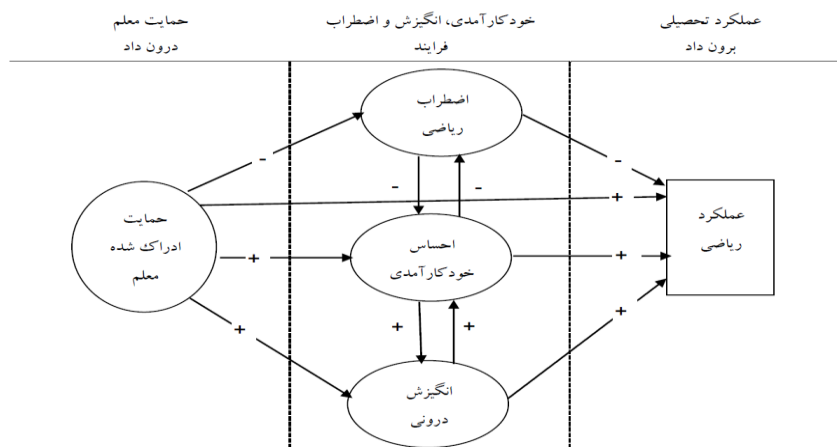 حمایت معلم
درون داد
خودکارآمدی، انگیزش و اضطراب
فرایند
عملکرد تحصیلی
برون داد
اضطراب
ریاضی
-
-
-
-
+
حمایت
ادراک شده
معلم
عملکرد
ریاضی
احساس
خودکارآمدی
+
+
+
+
+
+
انگیزش
درونی